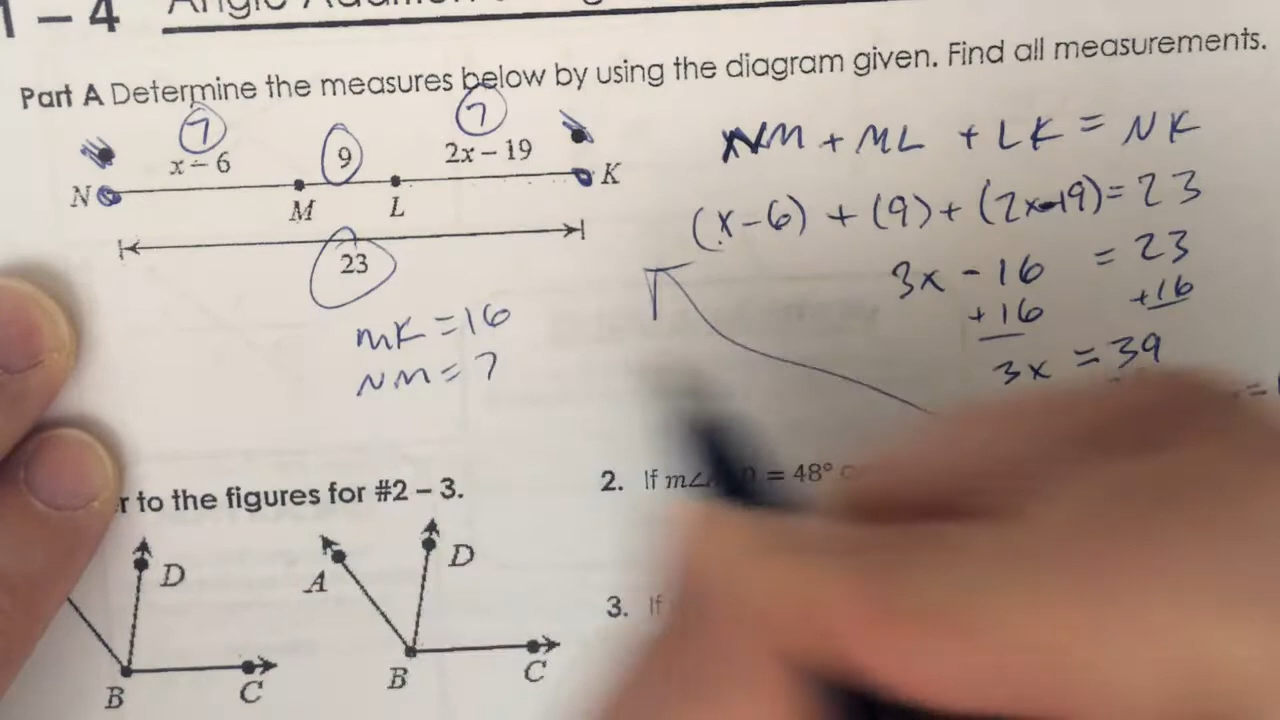 1 – 4
Part A Determine the measures below by using the diagram given. Find all measurements.
7
7
x – 6
9
2x – 19
N
M
L
K
23
NM + ML + LK = NK
(x-6) + (9) + (2x-19) = 23
3x - 16 = 23
+16 +16
3x = 39
mK = 16
NM = 7
to the figures for #2 – 3.
D
B
C
A
D
B
C
2. If m∠ = 48°
3. If